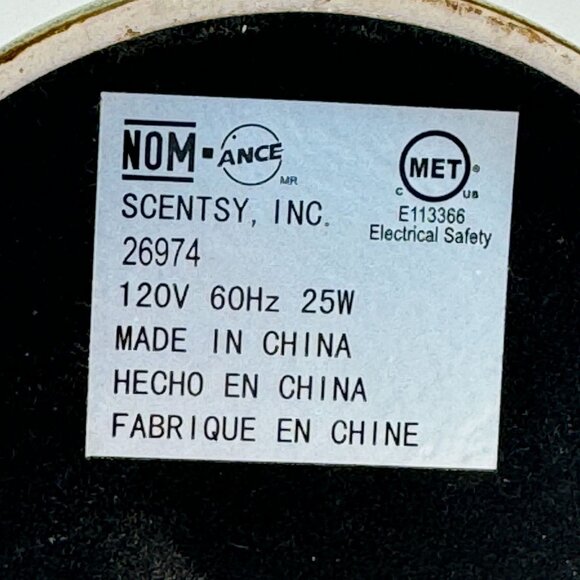 NOM-ANCE
MR
MET®
C US
E113366
Electrical Safety
SCENTSY, INC.
26974
120V 60Hz 25W
MADE IN CHINA
HECHO EN CHINA
FABRIQUE EN CHINE